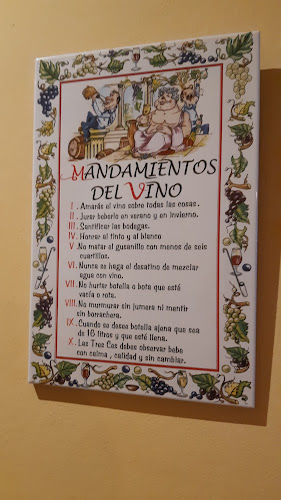 MANDAMIENTOS
DEL VINO
I. Amarás el vino sobre todas las cosas.
II. Jurar beberlo en verano y en invierno.
III. Santificar las bodegas.
IV. Honrar el tinto y el blanco
V. No matar el gusanillo con menos de seis
cuartillos.
VI. Nunca se haga el desatino de mezclar
agua con vino.
VII. No hurtar botella o bota que está
vacía o rota.
VIII. No murmurar sin jumera ni mentir
sin borrachera.
IX. Cuando se desea botella ajena que sea
de 16 litros y que está llena.
X. Las Tres Ces debes observar bebe
con calma, calidad y sin cambiar.